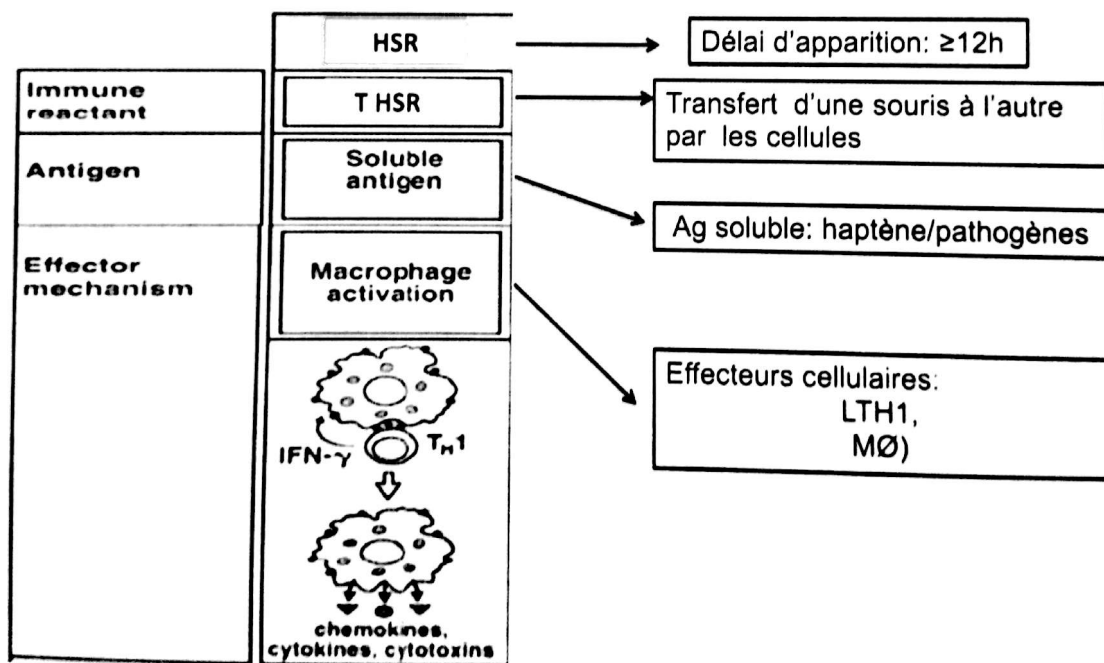 HSR
Délai d'apparition: ≥12h
Immune
reactant
T HSR
Transfert d'une souris à l'autre
par les cellules
Antigen
Soluble
antigen
Ag soluble: haptène/pathogènes
Effector
mechanism
Macrophage
activation
Effecteurs cellulaires:
LTH1,
MØ)
IFN-γ
TH1
chemokines,
cytokines, cytotoxins